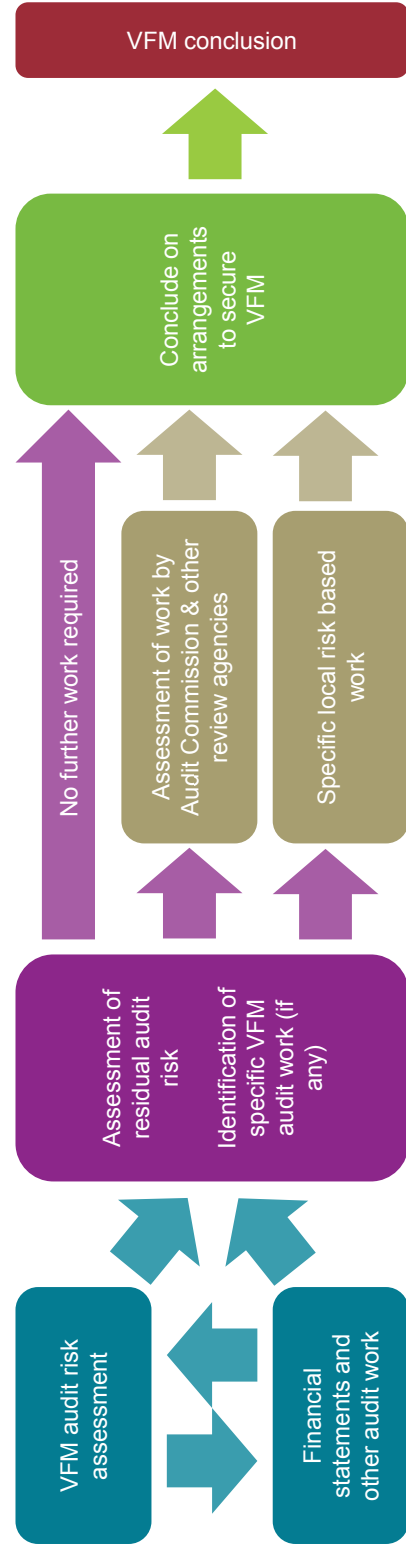 VFM audit risk
assessment
Financial
statements and
other audit work
Assessment of
residual audit
risk
Identification of
specific VFM
audit work (if
any)
No further work required
Assessment of work by
Audit Commission & other
review agencies
Specific local risk based
work
Conclude on
arrangements
to secure
VFM
VFM conclusion